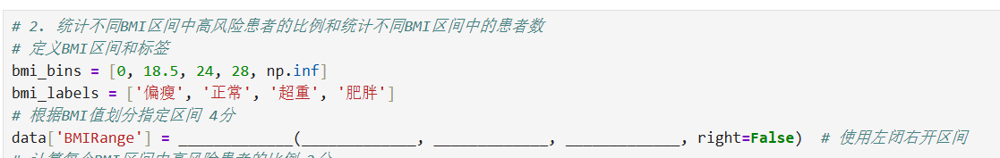 # 2. 统计不同BMI区间中高风险患者的比例和统计不同BMI区间中的患者数
# 定义BMI区间和标签
bmi_bins = [0, 18.5, 24, 28, np.inf]
bmi_labels = ['偏瘦', '正常', '超重', '肥胖']
# 根据BMI值划分指定区间 4分
data['BMIRange'] = ____________(____________, ____________, ____________, right=False)  # 使用左闭右开区间